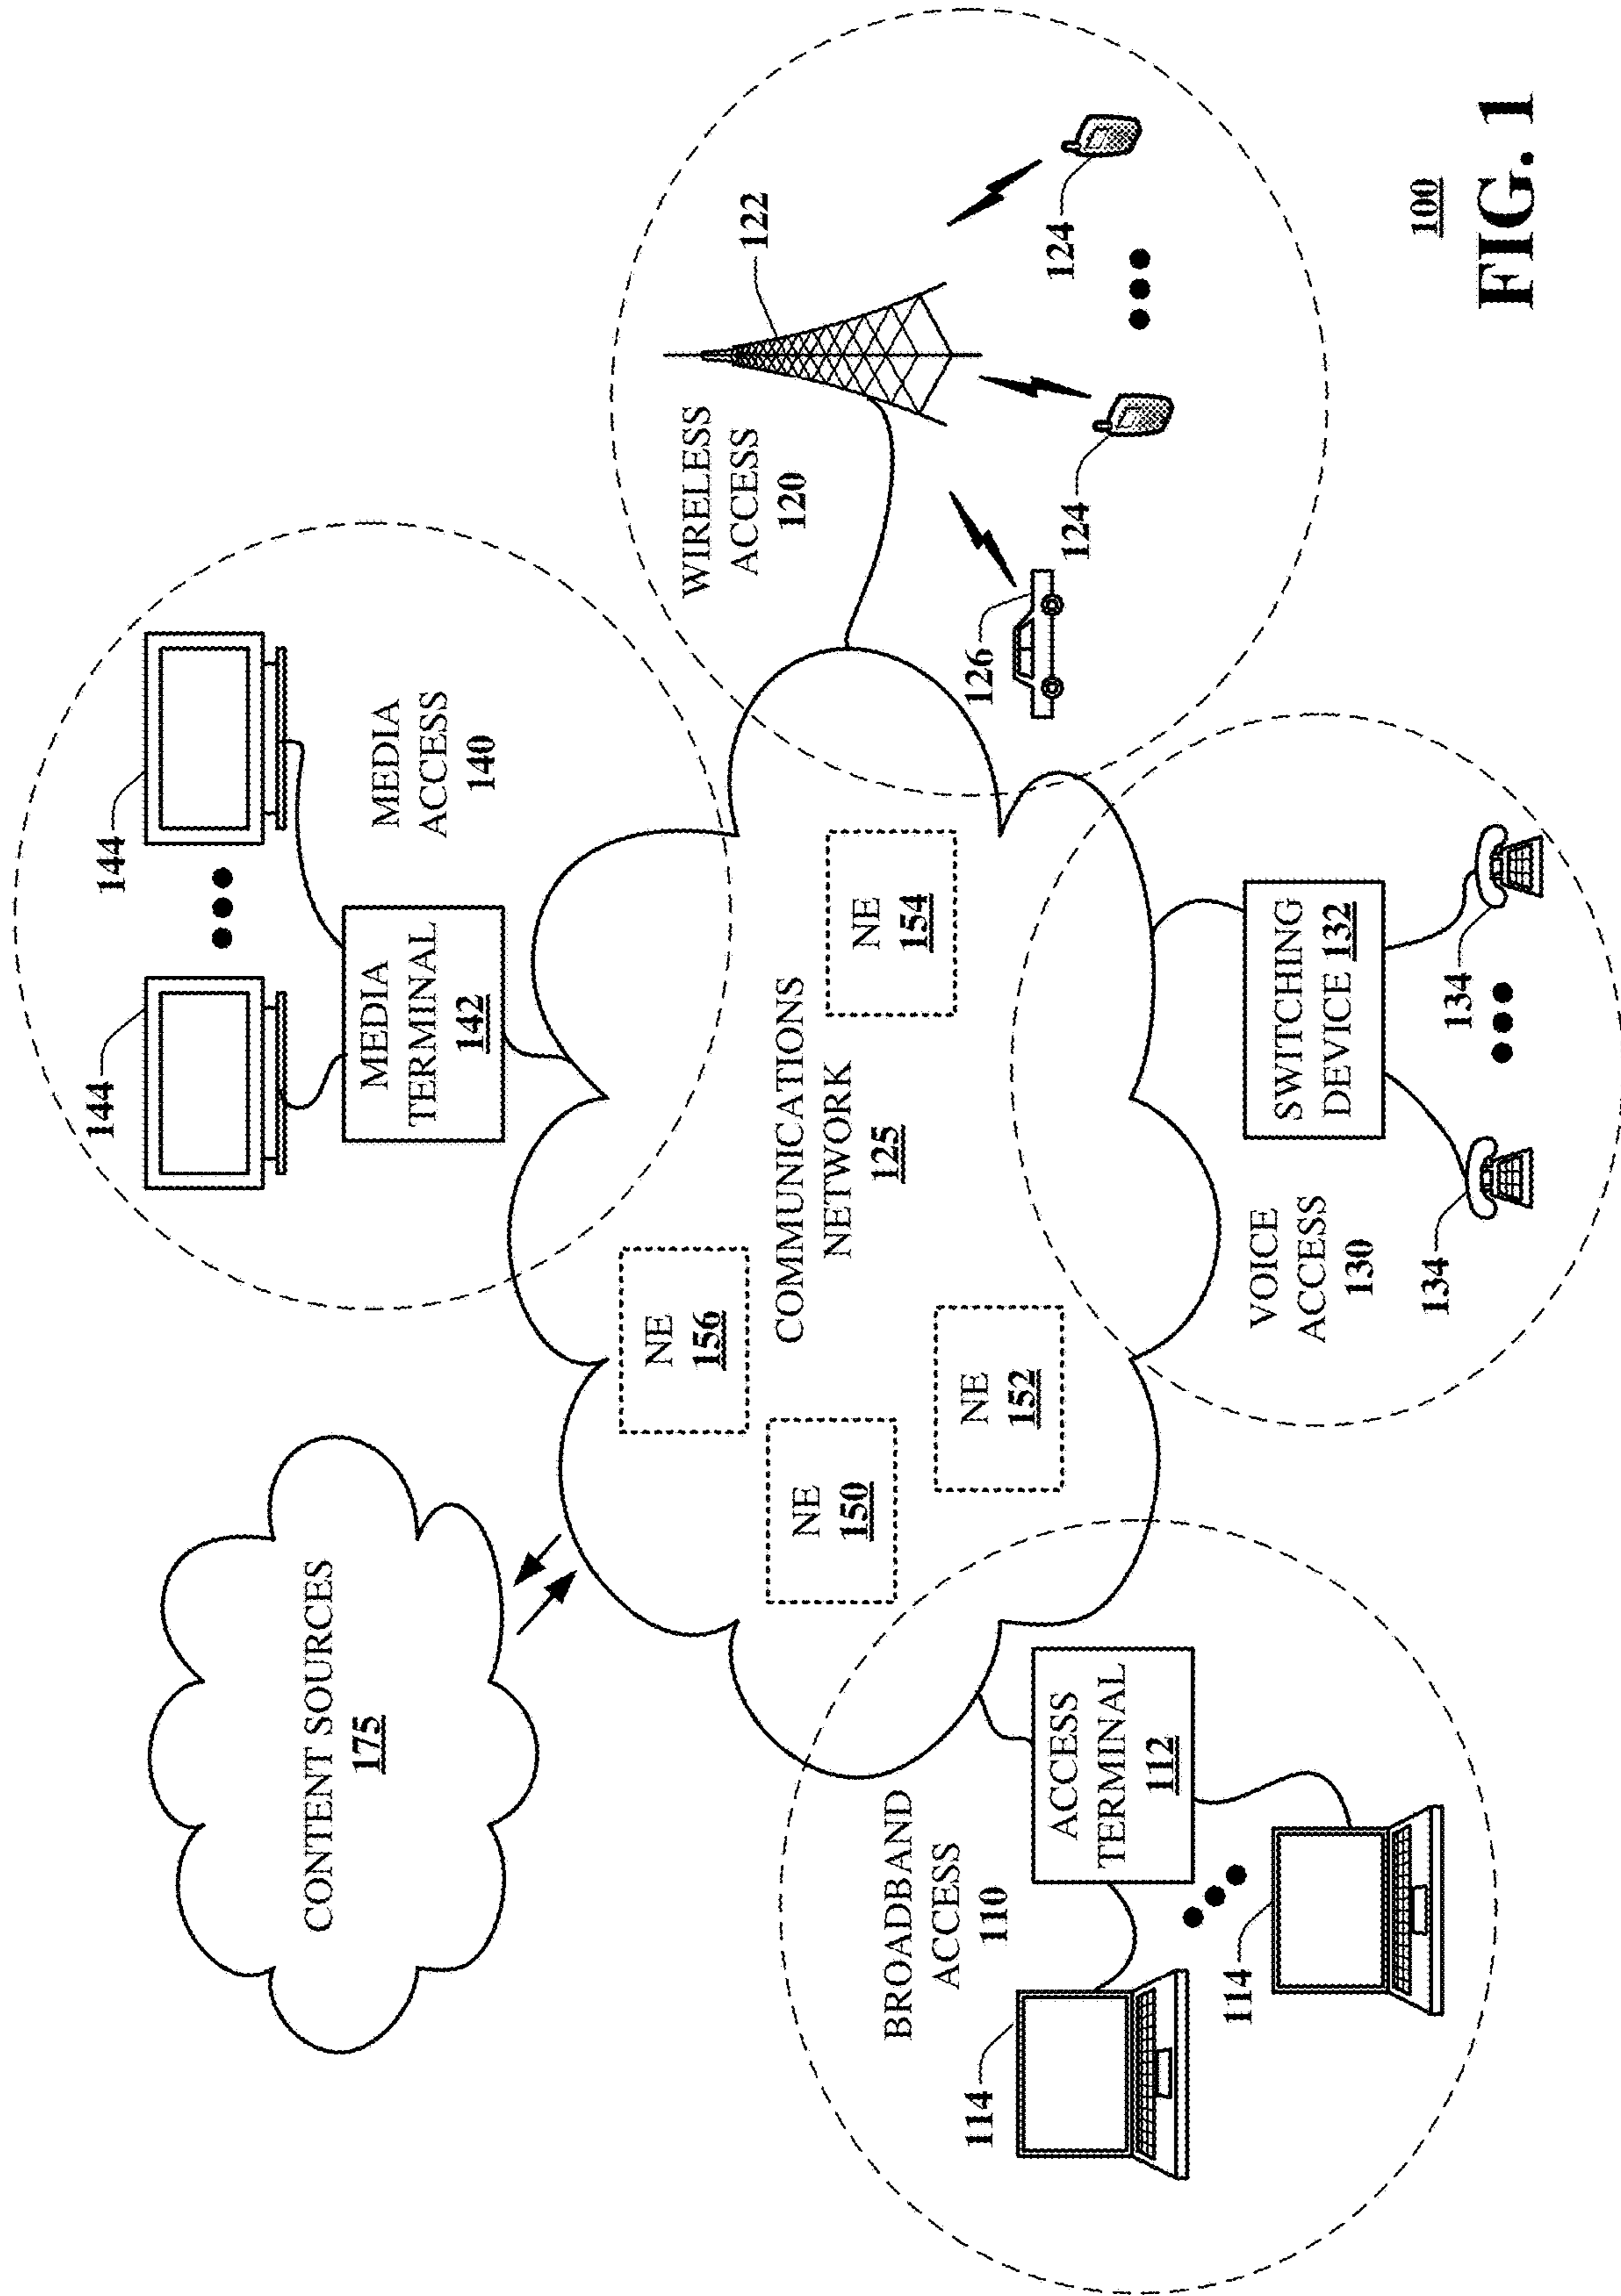 CONTENT SOURCES
175
144
144
MEDIA
TERMINAL
142
MEDIA
ACCESS
140
WIRELESS
ACCESS
120
122
124
124
126
NE
156
NE
150
NE
152
NE
154
COMMUNICATIONS
NETWORK
125
BROADBAND
ACCESS
110
ACCESS
TERMINAL
112
114
114
VOICE
ACCESS
130
SWITCHING
DEVICE 132
134
134
100
FIG. 1